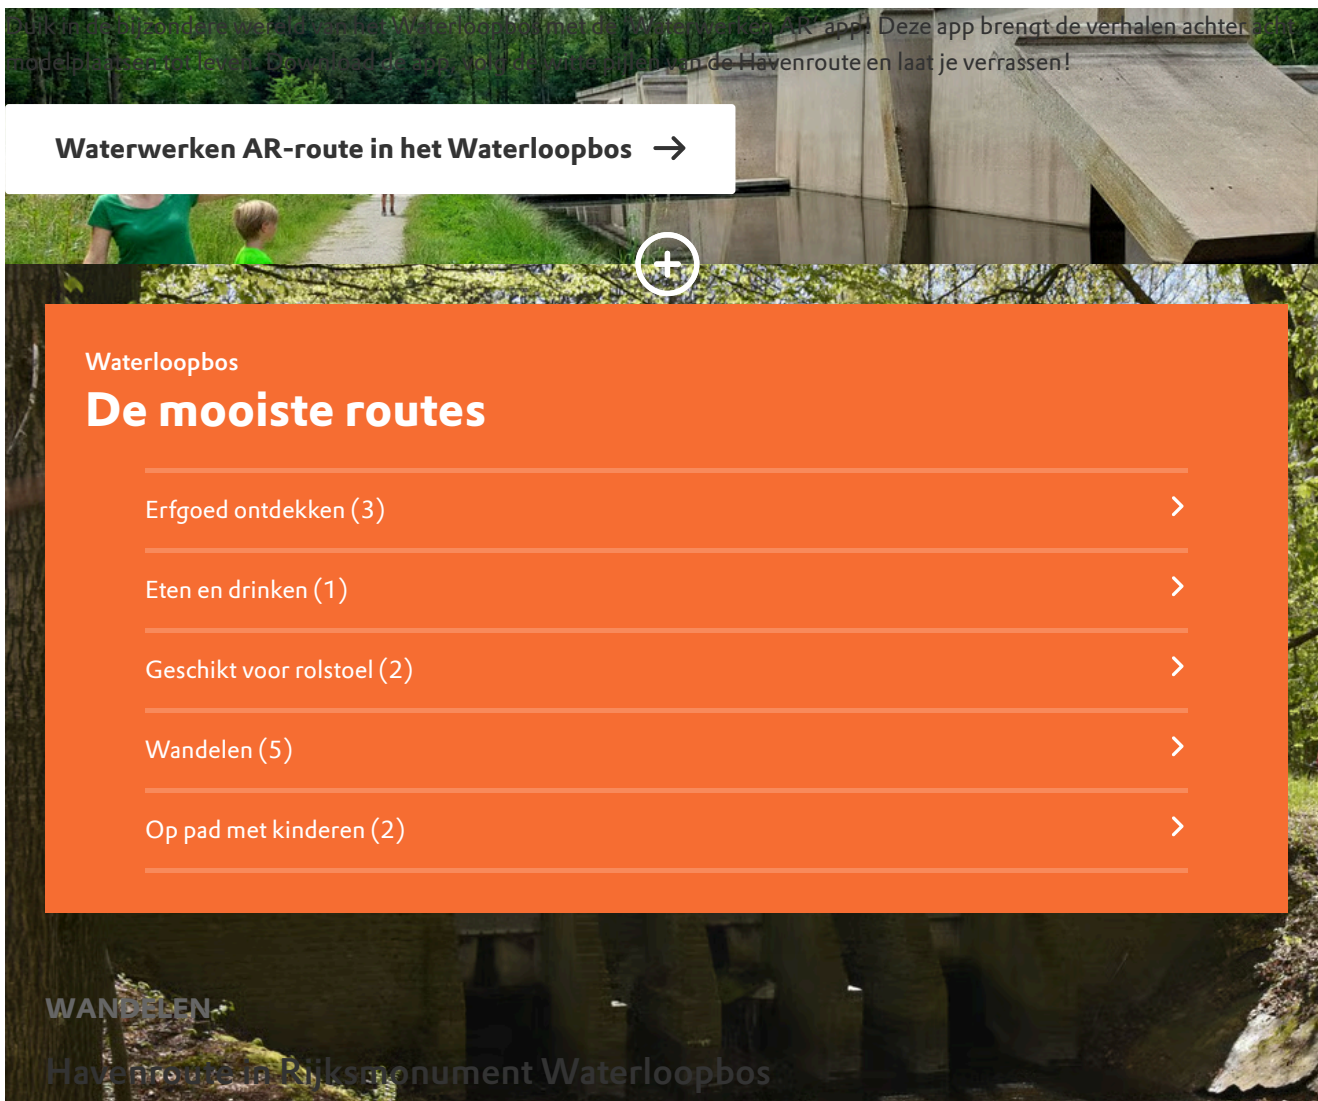 app! Deze app brengt de verhalen achter
de Havenroute en laat je verrassen!
Waterwerken AR-route in het Waterloopbos
Waterloopbos
De mooiste routes
Erfgoed ontdekken (3)
Eten en drinken (1)
Geschikt voor rolstoel (2)
Wandelen (5)
Op pad met kinderen (2)
WANDELEN
Havenroute in Rijksmonument Waterloopbos